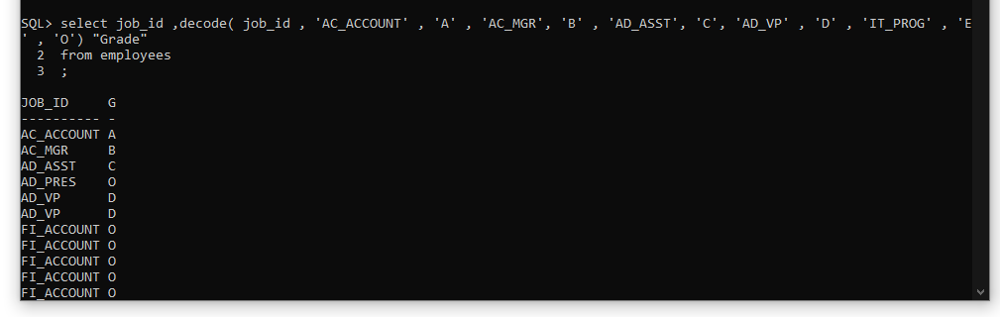 SQL> select job_id ,decode( job_id , 'AC_ACCOUNT' , 'A' , 'AC_MGR', 'B' , 'AD_ASST', 'C', 'AD_VP' , 'D' , 'IT_PROG' , 'E
' , 'O') "Grade"
  2  from employees
  3  ;
JOB_ID     G
---------- -
AC_ACCOUNT A
AC_MGR     B
AD_ASST    C
AD_PRES    O
AD_VP      D
AD_VP      D
FI_ACCOUNT O
FI_ACCOUNT O
FI_ACCOUNT O
FI_ACCOUNT O
FI_ACCOUNT O